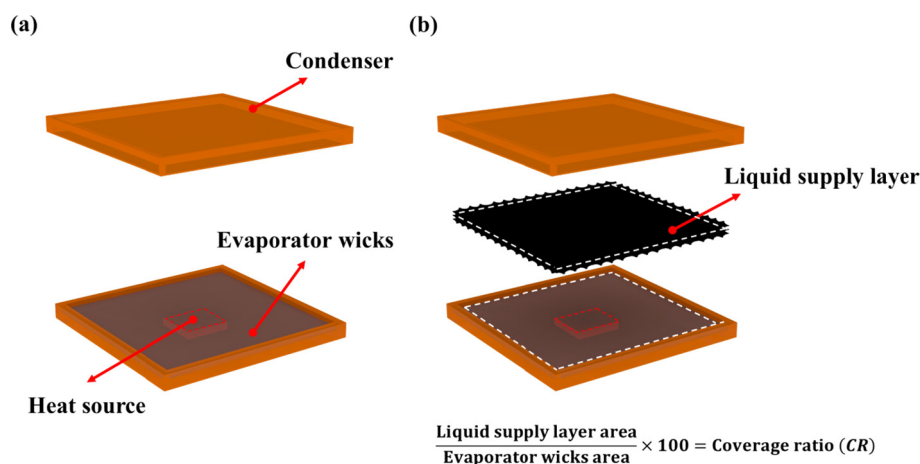 (a)
Condenser
Evaporator wicks
Heat source
(b)
Liquid supply layer
Liquid supply layer area
Evaporator wicks area
× 100 = Coverage ratio (CR)